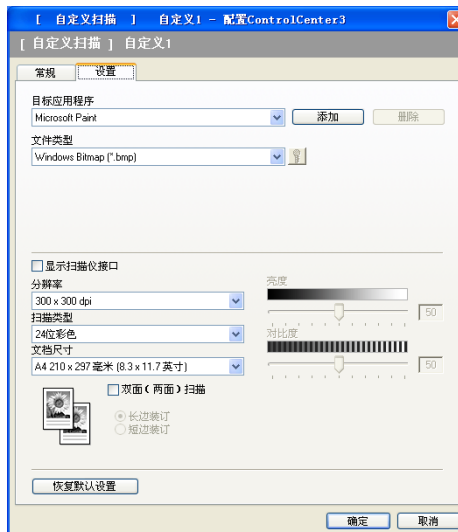 [ 自定义扫描 ] 自定义1 - 配置ControlCenter3
[ 自定义扫描 ] 自定义1
常规 设置
目标应用程序
Microsoft Paint 添加 删除
文件类型
Windows Bitmap (*.bmp)
显示扫描仪接口
分辨率 亮度
300 x 300 dpi 50
扫描类型 对比度
24位彩色
文档尺寸
A4 210 x 297 毫米 (8.3 x 11.7 英寸) 50
双面(两面)扫描
长边装订
短边装订
恢复默认设置
确定 取消